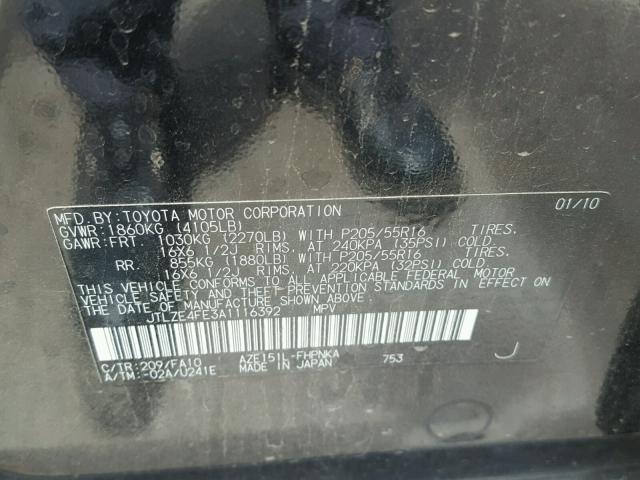 MFD.BY:TOYOTA MOTOR CORPORATION 01/10
GVWR:1860KG (4105LB)
GAWR:FRT. 1030KG (2270LB) WITH P205/55R16 TIRES.
16X6 1/2J RIMS. AT 240KPA (35PSI) COLD.
RR. 855KG (1880LB) WITH P205/55R16 TIRES.
16X6 1/2J RIMS. AT 220KPA (32PSI) COLD.
THIS VEHICLE CONFORMS TO ALL APPLICABLE FEDERAL MOTOR
VEHICLE SAFETY AND THEFT PREVENTION STANDARDS IN EFFECT ON
THE DATE OF MANUFACTURE SHOWN ABOVE.
JTLZE4FE3A1116392 MPV
C/TR:209/FA10 AZE151L-FHPNKA 753
A/TM:-02A/U241E MADE IN JAPAN
J